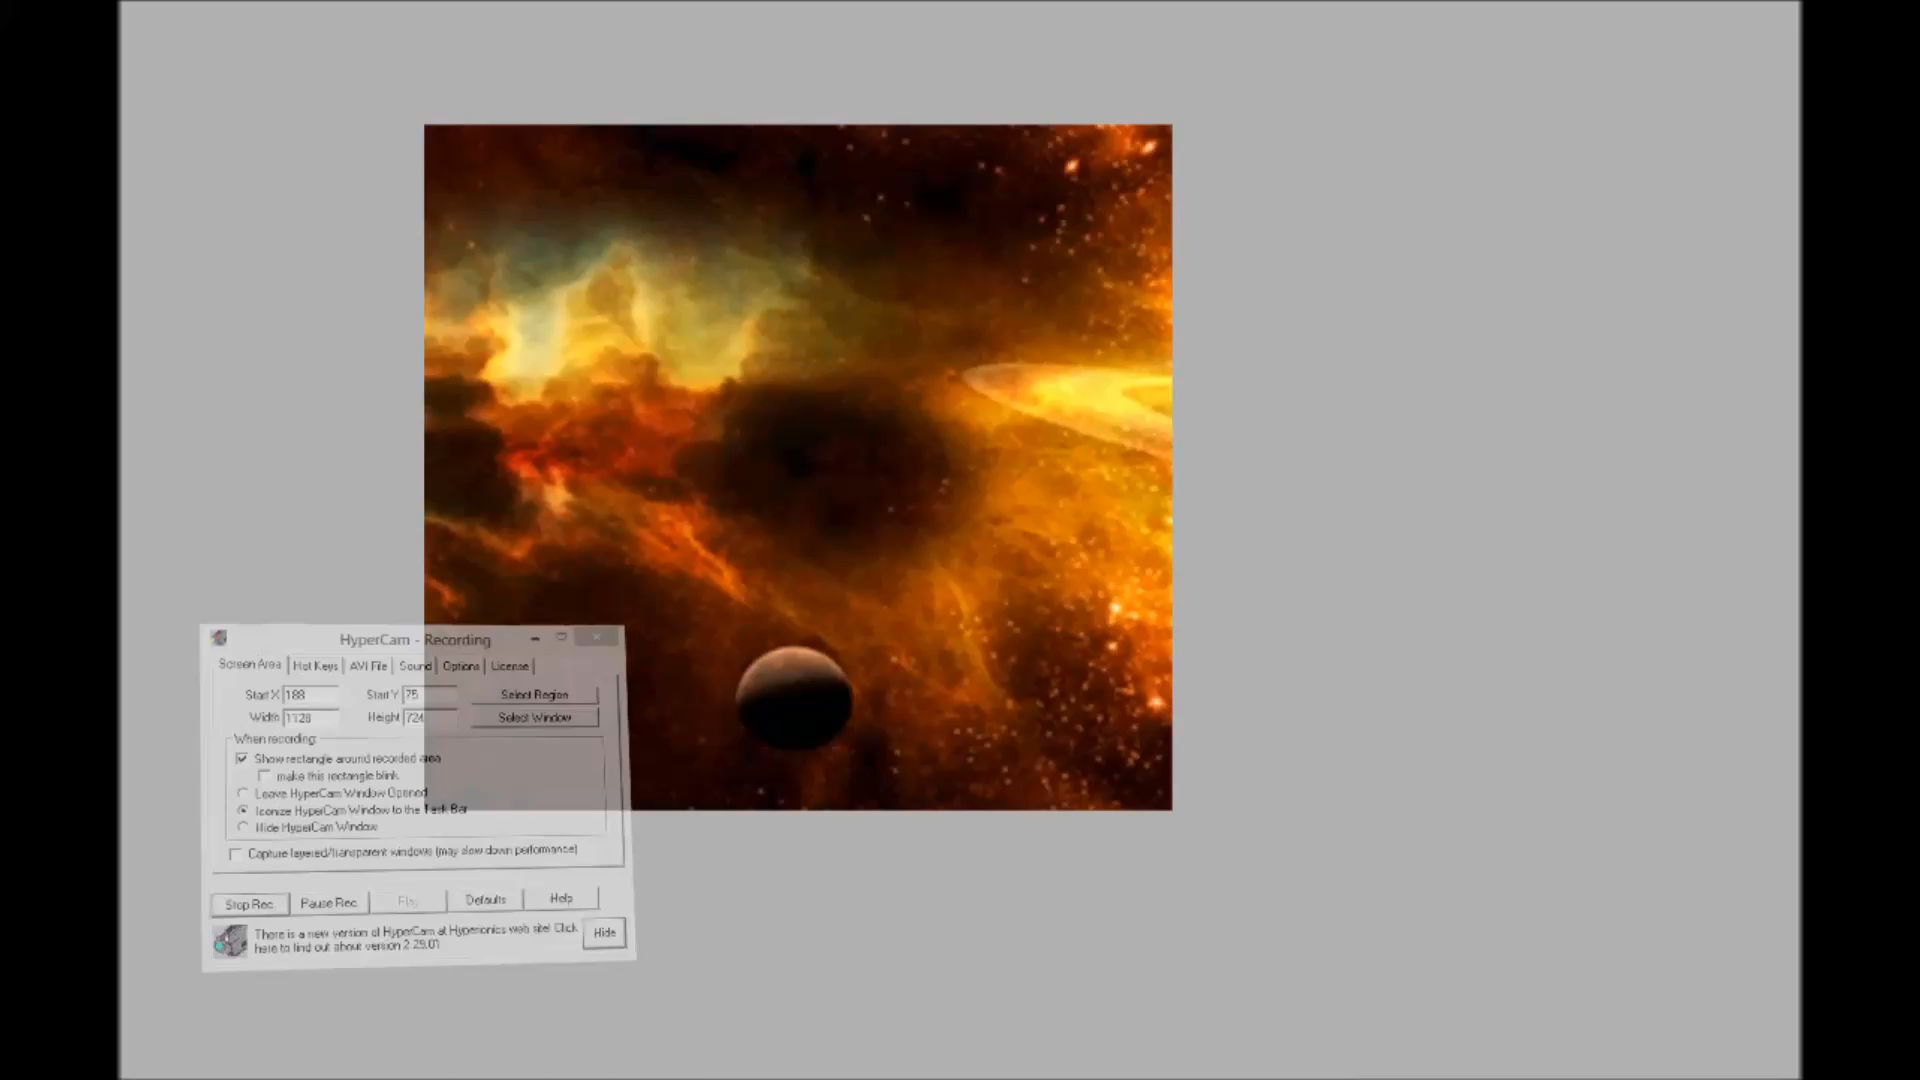 HyperCam - Recording
Screen Area Hot Keys AVI File Sound Options License
Start X 188 Start Y 75 Select Region
Width 1128 Height 724 Select Window
When recording:
Show rectangle around recorded area
make this rectangle blink
Leave HyperCam Window Opened
Iconize HyperCam Window to the Task Bar
Hide HyperCam Window
Capture layered/transparent windows (may slow down performance)
Stop Rec. Pause Rec. Play Defaults Help
There is a new version of HyperCam at Hyperionics web site! Click
here to find out about version 2.29.01
Hide